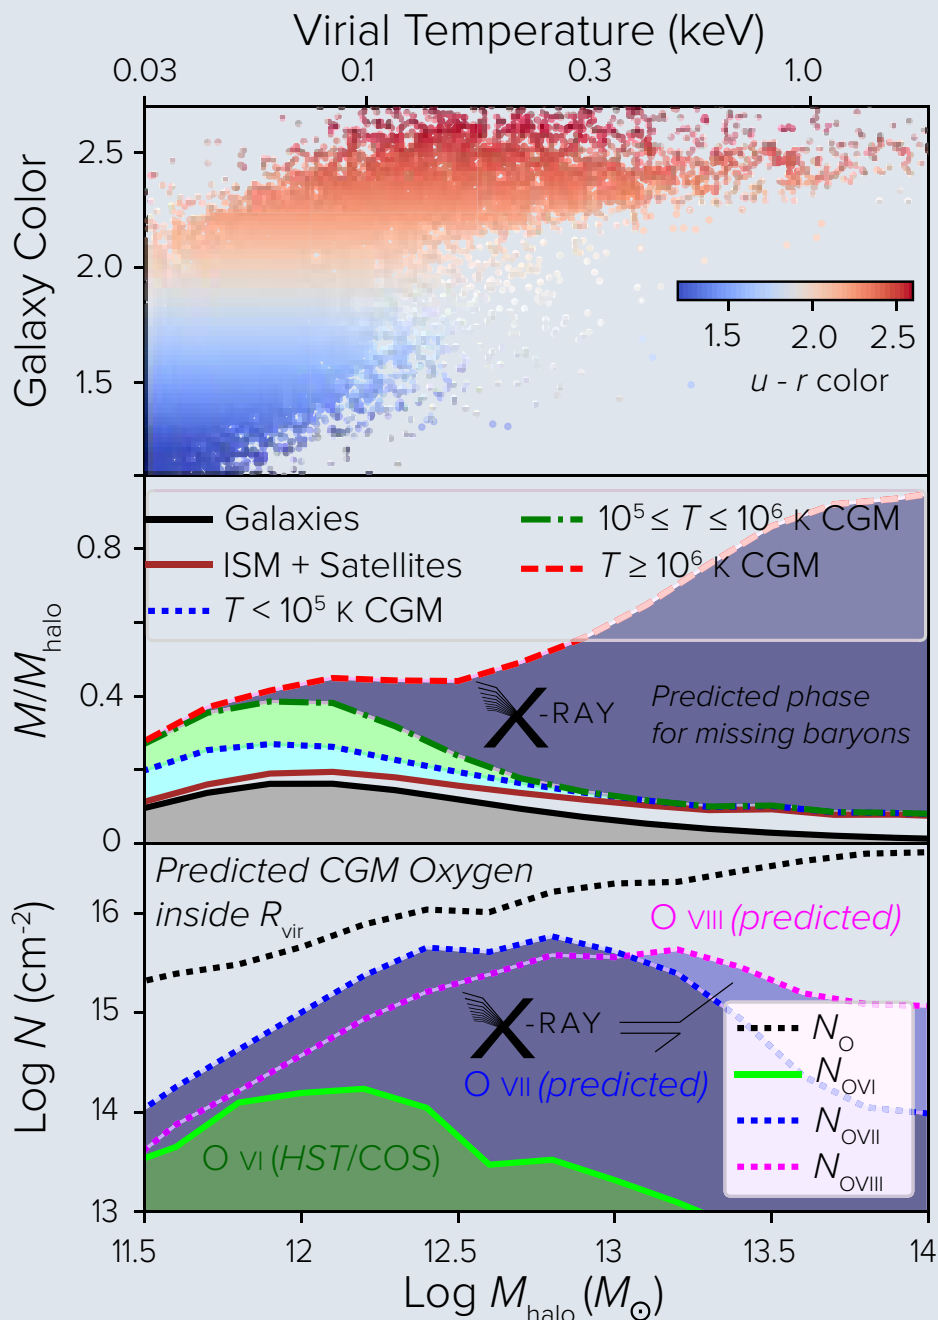 Virial Temperature (keV)
0.03 0.1 0.3 1.0
Galaxy Color
2.5
2.0
1.5
1.5 2.0 2.5
u - r color
M/M_halo
0.8
0.4
0
Galaxies
ISM + Satellites
T < 10⁵ K CGM
10⁵ ≤ T ≤ 10⁶ K CGM
T ≥ 10⁶ K CGM
X-RAY
Predicted phase
for missing baryons
Log N (cm⁻²)
16
15
14
13
Predicted CGM Oxygen
inside R_vir
O VIII (predicted)
X-RAY
O VII (predicted)
O VI (HST/COS)
N_O
N_OVI
N_OVII
N_OVIII
11.5 12 12.5 13 13.5 14
Log M_halo (M_⊙)